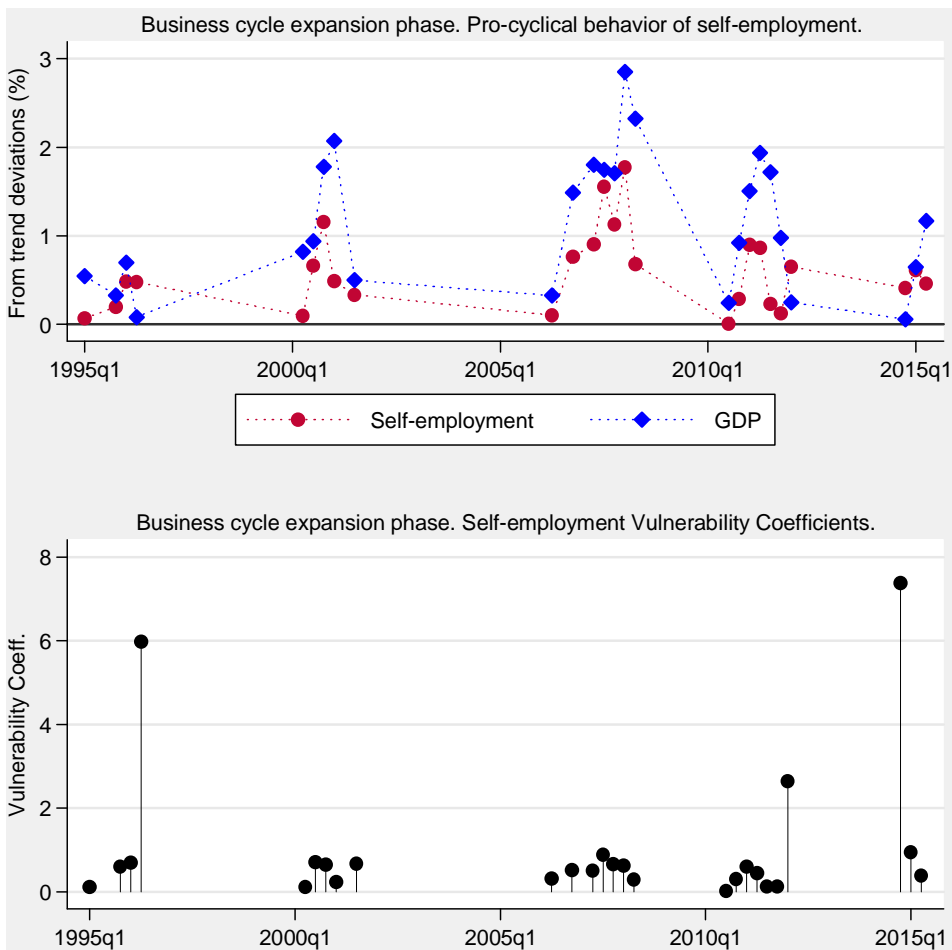 Business cycle expansion phase. Pro-cyclical behavior of self-employment.
From trend deviations (%)
3
2
1
0
1995q1 2000q1 2005q1 2010q1 2015q1
Self-employment GDP
Business cycle expansion phase. Self-employment Vulnerability Coefficients.
Vulnerability Coeff.
8
6
4
2
0
1995q1 2000q1 2005q1 2010q1 2015q1